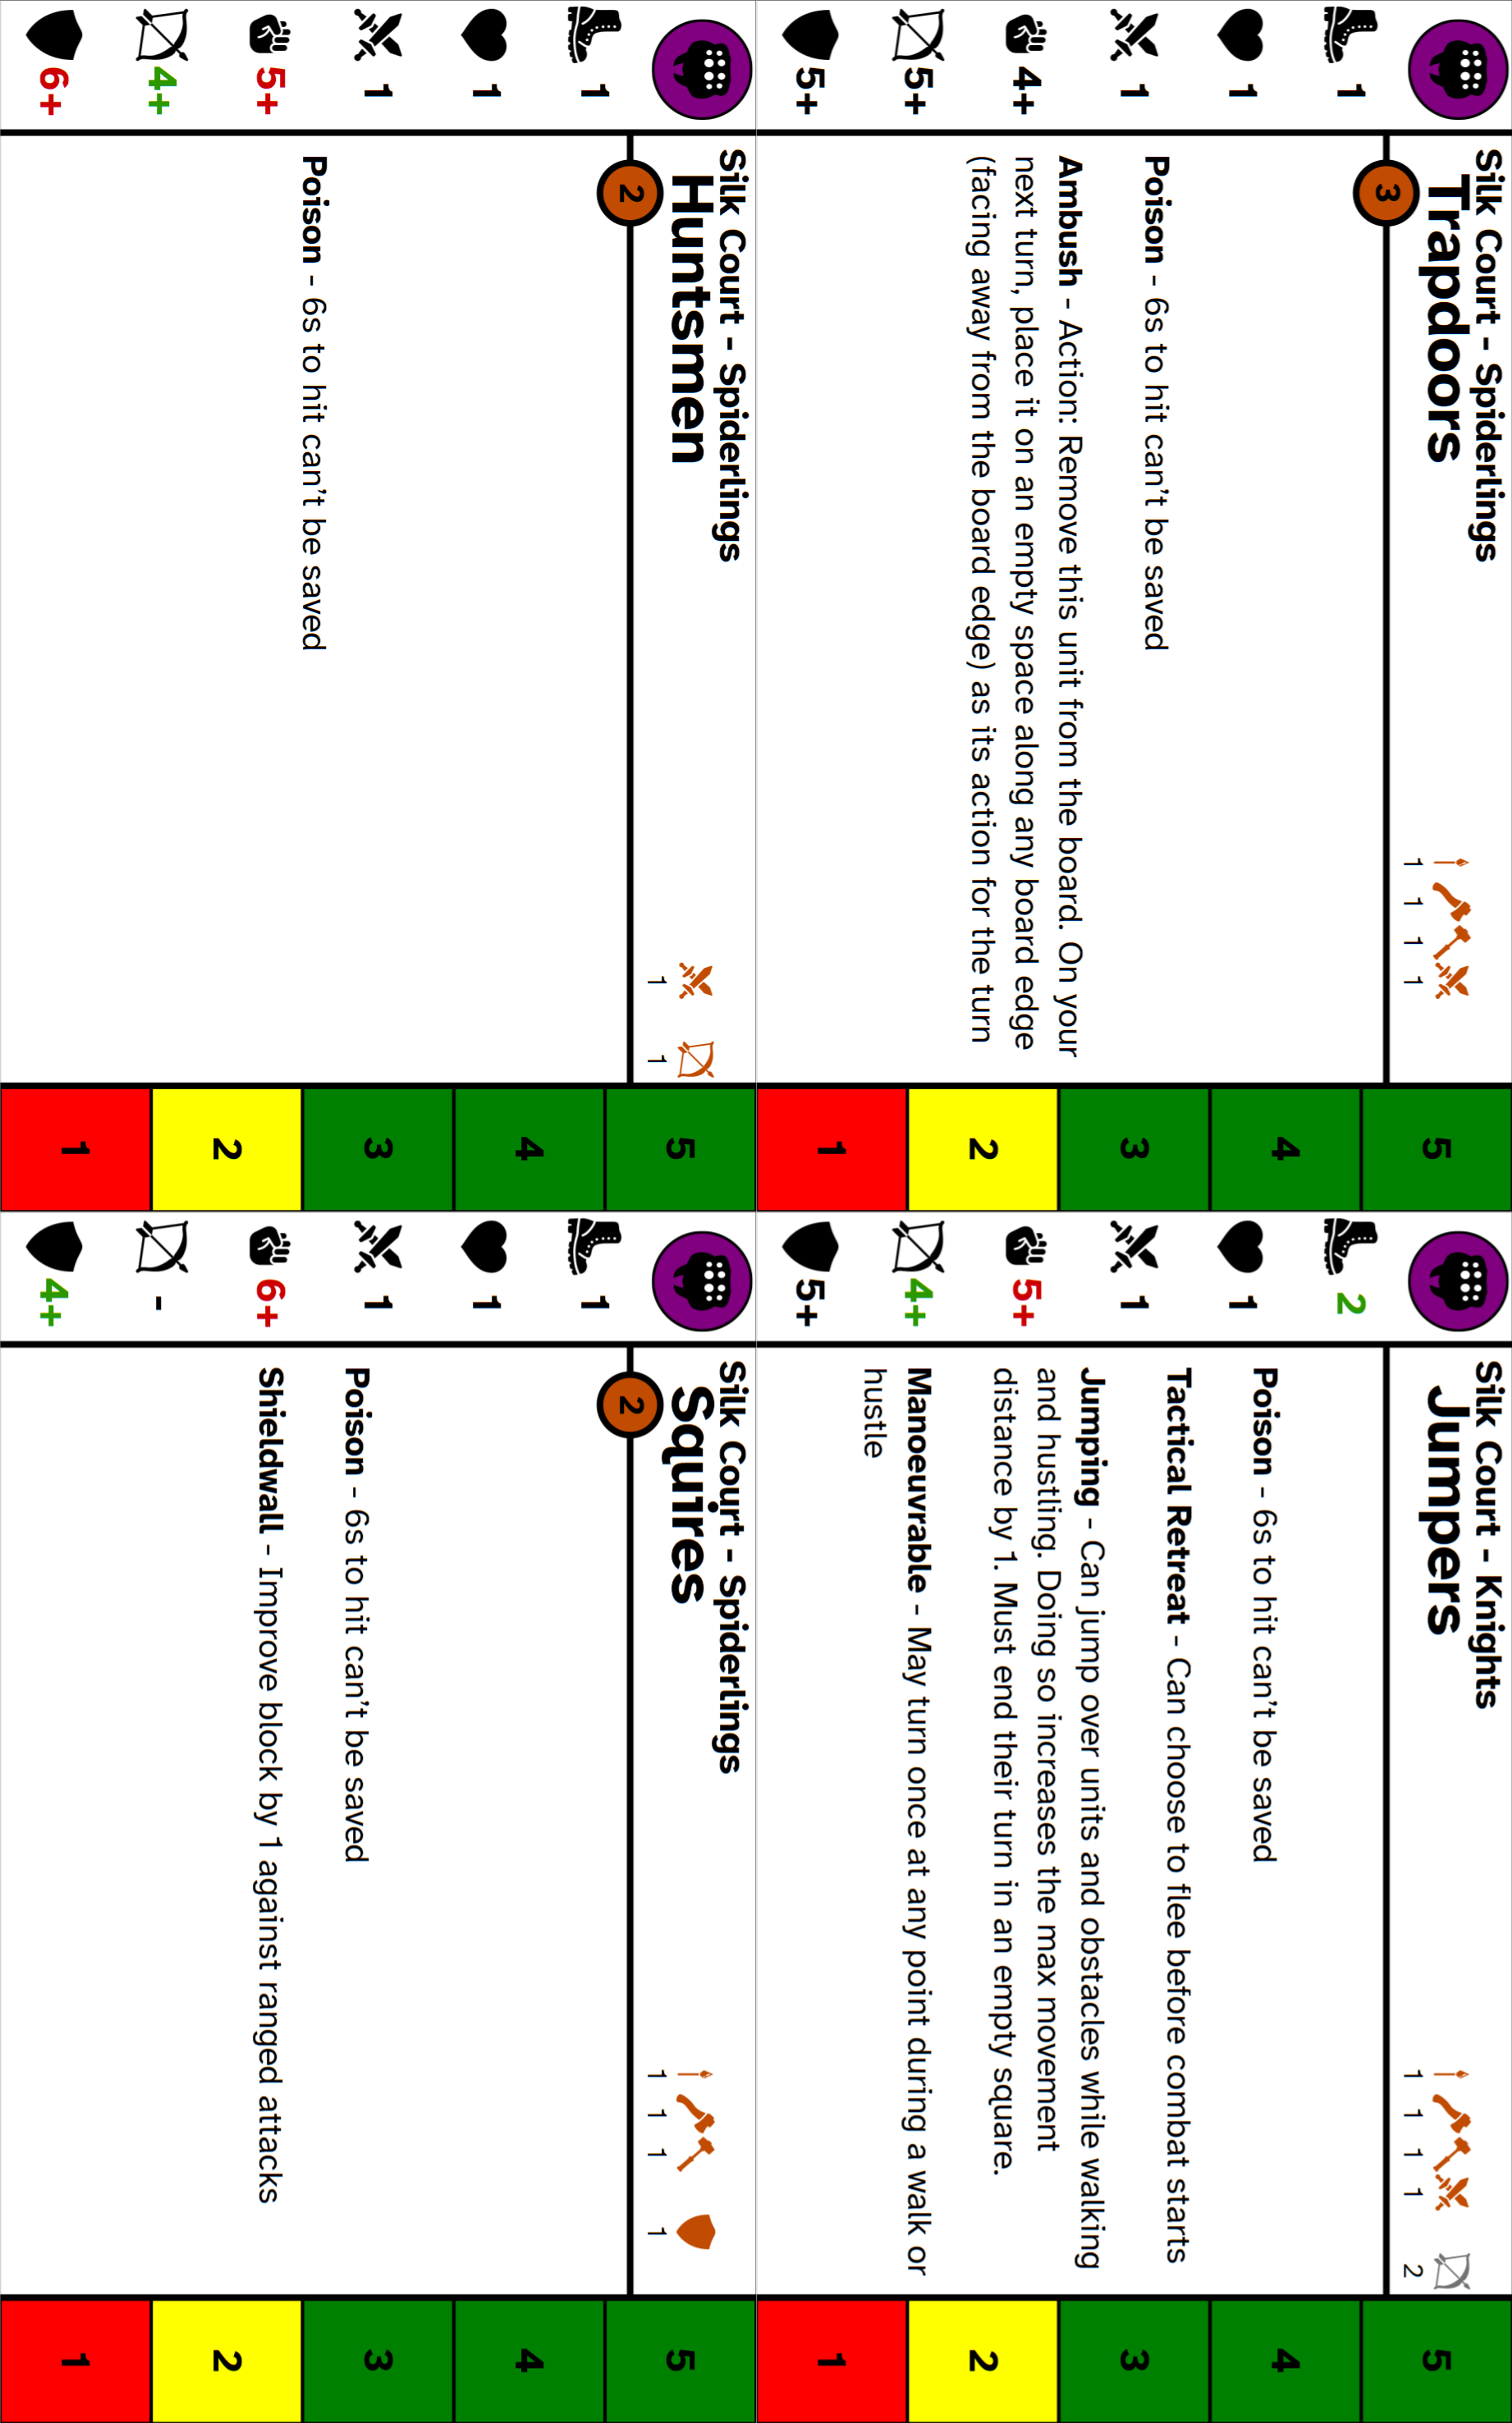 Silk Court - Spiderlings
Trapdoors
3
1 1 1 1
1
1
1
4+
5+
5+
Poison - 6s to hit can’t be saved
Ambush - Action: Remove this unit from the board. On your
next turn, place it on an empty space along any board edge
(facing away from the board edge) as its action for the turn
5
4
3
2
1
Silk Court - Knights
Jumpers
1 1 1 1 2
2
1
1
5+
4+
5+
Poison - 6s to hit can’t be saved
Tactical Retreat - Can choose to flee before combat starts
Jumping - Can jump over units and obstacles while walking
and hustling. Doing so increases the max movement
distance by 1. Must end their turn in an empty square.
Manoeuvrable - May turn once at any point during a walk or
hustle
5
4
3
2
1
Silk Court - Spiderlings
Huntsmen
2
1 1
1
1
1
5+
4+
6+
Poison - 6s to hit can’t be saved
5
4
3
2
1
Silk Court - Spiderlings
Squires
2
1 1 1 1
1
1
1
6+
-
4+
Poison - 6s to hit can’t be saved
Shieldwall - Improve block by 1 against ranged attacks
5
4
3
2
1